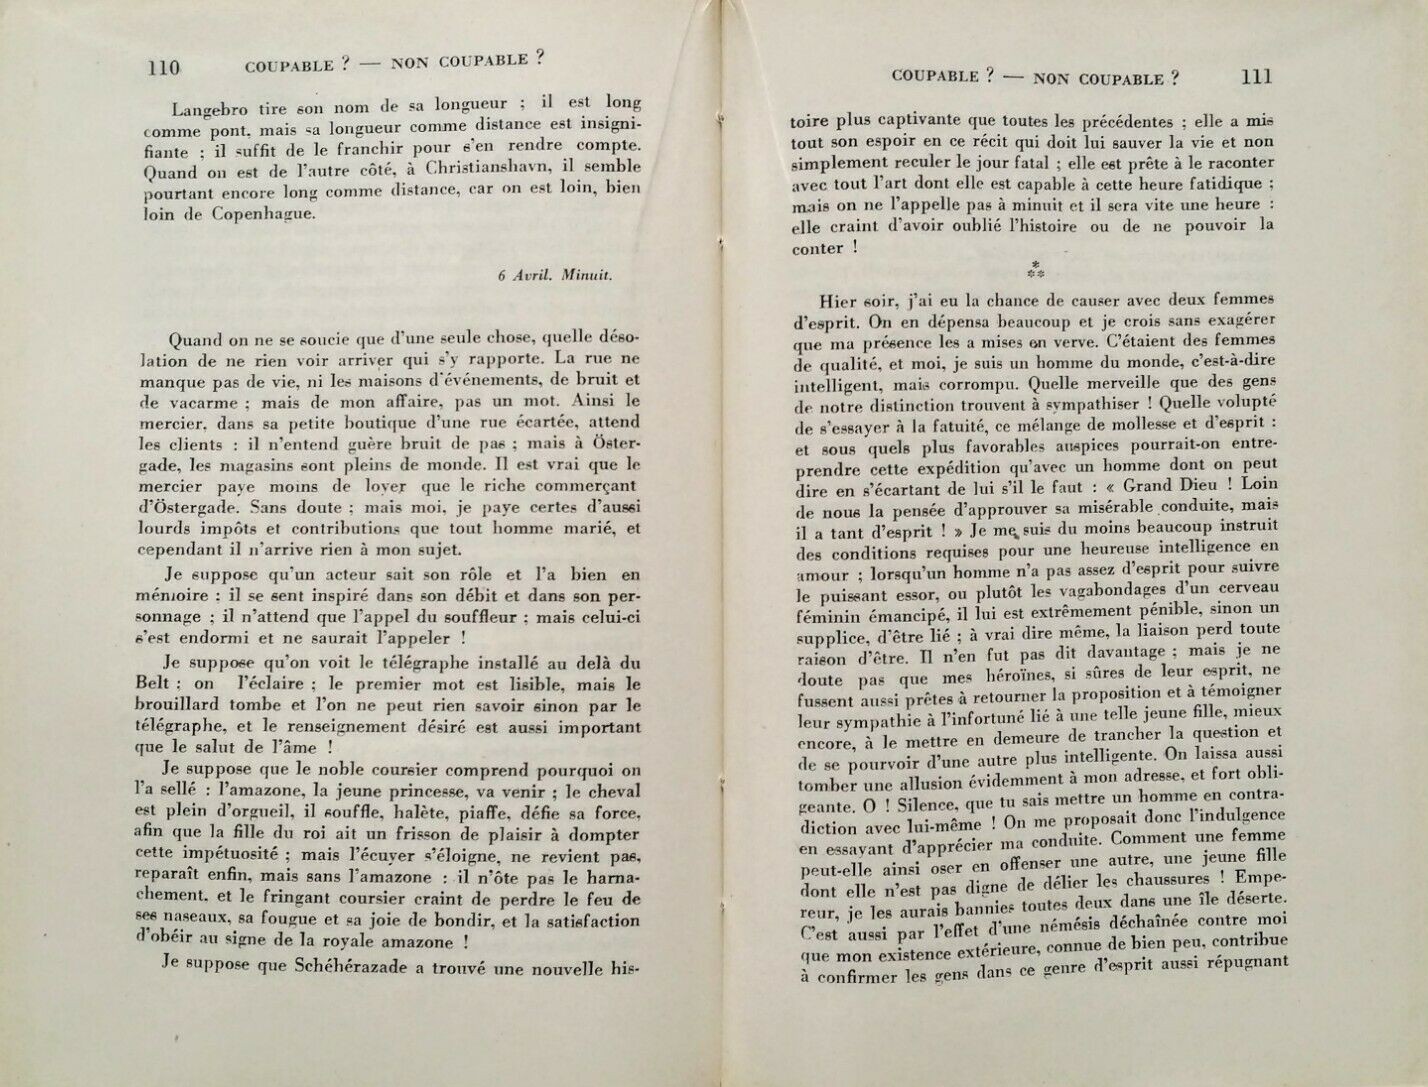 110 COUPABLE ? — NON COUPABLE ?
Langebro tire son nom de sa longueur ; il est long
comme pont, mais sa longueur comme distance est insigni-
fiante ; il suffit de le franchir pour s'en rendre compte.
Quand on est de l'autre côté, à Christianshavn, il semble
pourtant encore long comme distance, car on est loin, bien
loin de Copenhague.
6 Avril. Minuit.
Quand on ne se soucie que d'une seule chose, quelle déso-
lation de ne rien voir arriver qui s'y rapporte. La rue ne
manque pas de vie, ni les maisons d'événements, de bruit et
de vacarme ; mais de mon affaire, pas un mot. Ainsi le
mercier, dans sa petite boutique d'une rue écartée, attend
les clients : il n'entend guère bruit de pas ; mais à Öster-
gade, les magasins sont pleins de monde. Il est vrai que le
mercier paye moins de loyer que le riche commerçant
d'Östergade. Sans doute ; mais moi, je paye certes d'aussi
lourds impôts et contributions que tout homme marié, et
cependant il n'arrive rien à mon sujet.
Je suppose qu'un acteur sait son rôle et l'a bien en
mémoire ; il se sent inspiré dans son débit et dans son per-
sonnage ; il n'attend que l'appel du souffleur ; mais celui-ci
s'est endormi et ne saurait l'appeler !
Je suppose qu'on voit le télégraphe installé au delà du
Belt ; on l'éclaire ; le premier mot est lisible, mais le
brouillard tombe et l'on ne peut rien savoir sinon par le
télégraphe, et le renseignement désiré est aussi important
que le salut de l'âme !
Je suppose que le noble coursier comprend pourquoi on
l'a sellé : l'amazone, la jeune princesse, va venir ; le cheval
est plein d'orgueil, il souffle, halète, piaffe, défie sa force,
afin que la fille du roi ait un frisson de plaisir à dompter
cette impétuosité ; mais l'écuyer s'éloigne, ne revient pas,
reparaît enfin, mais sans l'amazone : il n'ôte pas le harna-
chement, et le fringant coursier craint de perdre le feu de
ses naseaux, sa fougue et sa joie de bondir, et la satisfaction
d'obéir au signe de la royale amazone !
Je suppose que Schéhérazade a trouvé une nouvelle his-
COUPABLE ? — NON COUPABLE ? 111
toire plus captivante que toutes les précédentes ; elle a mis
tout son espoir en ce récit qui doit lui sauver la vie et non
simplement reculer le jour fatal ; elle est prête à le raconter
avec tout l'art dont elle est capable à cette heure fatidique ;
mais on ne l'appelle pas à minuit et il sera vite une heure :
elle craint d'avoir oublié l'histoire ou de ne pouvoir la
conter !
*
**
Hier soir, j'ai eu la chance de causer avec deux femmes
d'esprit. On en dépensa beaucoup et je crois sans exagérer
que ma présence les a mises en verve. C'étaient des femmes
de qualité, et moi, je suis un homme du monde, c'est-à-dire
intelligent, mais corrompu. Quelle merveille que des gens
de notre distinction trouvent à sympathiser ! Quelle volupté
de s'essayer à la fatuité, ce mélange de mollesse et d'esprit :
et sous quels plus favorables auspices pourrait-on entre-
prendre cette expédition qu'avec un homme dont on peut
dire en s'écartant de lui s'il le faut : « Grand Dieu ! Loin
de nous la pensée d'approuver sa misérable conduite, mais
il a tant d'esprit ! » Je me suis du moins beaucoup instruit
des conditions requises pour une heureuse intelligence en
amour ; lorsqu'un homme n'a pas assez d'esprit pour suivre
le puissant essor, ou plutôt les vagabondages d'un cerveau
féminin émancipé, il lui est extrêmement pénible, sinon un
supplice, d'être lié ; à vrai dire même, la liaison perd toute
raison d'être. Il n'en fut pas dit davantage ; mais je ne
doute pas que mes héroïnes, si sûres de leur esprit, ne
fussent aussi prêtes à retourner la proposition et à témoigner
leur sympathie à l'infortuné lié à une telle jeune fille, mieux
encore, à le mettre en demeure de trancher la question et
de se pourvoir d'une autre plus intelligente. On laissa aussi
tomber une allusion évidemment à mon adresse, et fort obli-
geante. O ! Silence, que tu sais mettre un homme en contra-
diction avec lui-même ! On me proposait donc l'indulgence
en essayant d'apprécier ma conduite. Comment une femme
peut-elle ainsi oser en offenser une autre, une jeune fille
dont elle n'est pas digne de délier les chaussures ! Empe-
reur, je les aurais bannies toutes deux dans une île déserte.
C'est aussi par l'effet d'une némésis déchaînée contre moi
que mon existence extérieure, connue de bien peu, contribue
à confirmer les gens dans ce genre d'esprit aussi répugnant